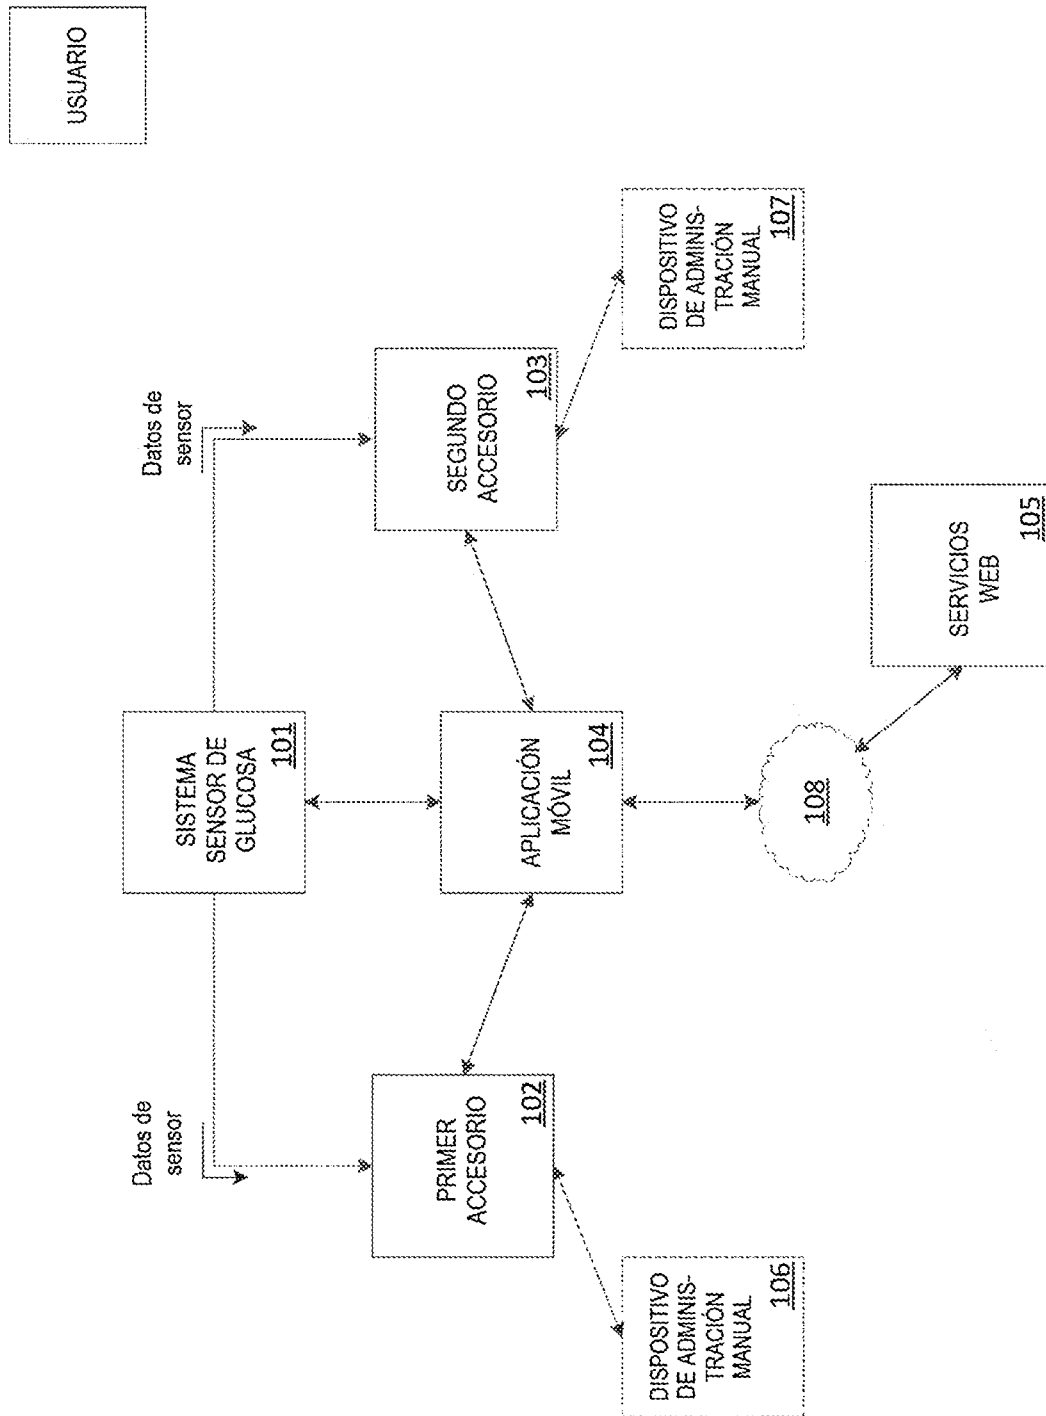 USUARIO
Datos de
sensor
Datos de
sensor
SISTEMA
SENSOR DE
GLUCOSA
101
PRIMER
ACCESORIO
102
APLICACIÓN
MÓVIL
104
SEGUNDO
ACCESORIO
103
DISPOSITIVO
DE ADMINIS-
TRACIÓN
MANUAL
106
108
DISPOSITIVO
DE ADMINIS-
TRACIÓN
MANUAL
107
SERVICIOS
WEB
105